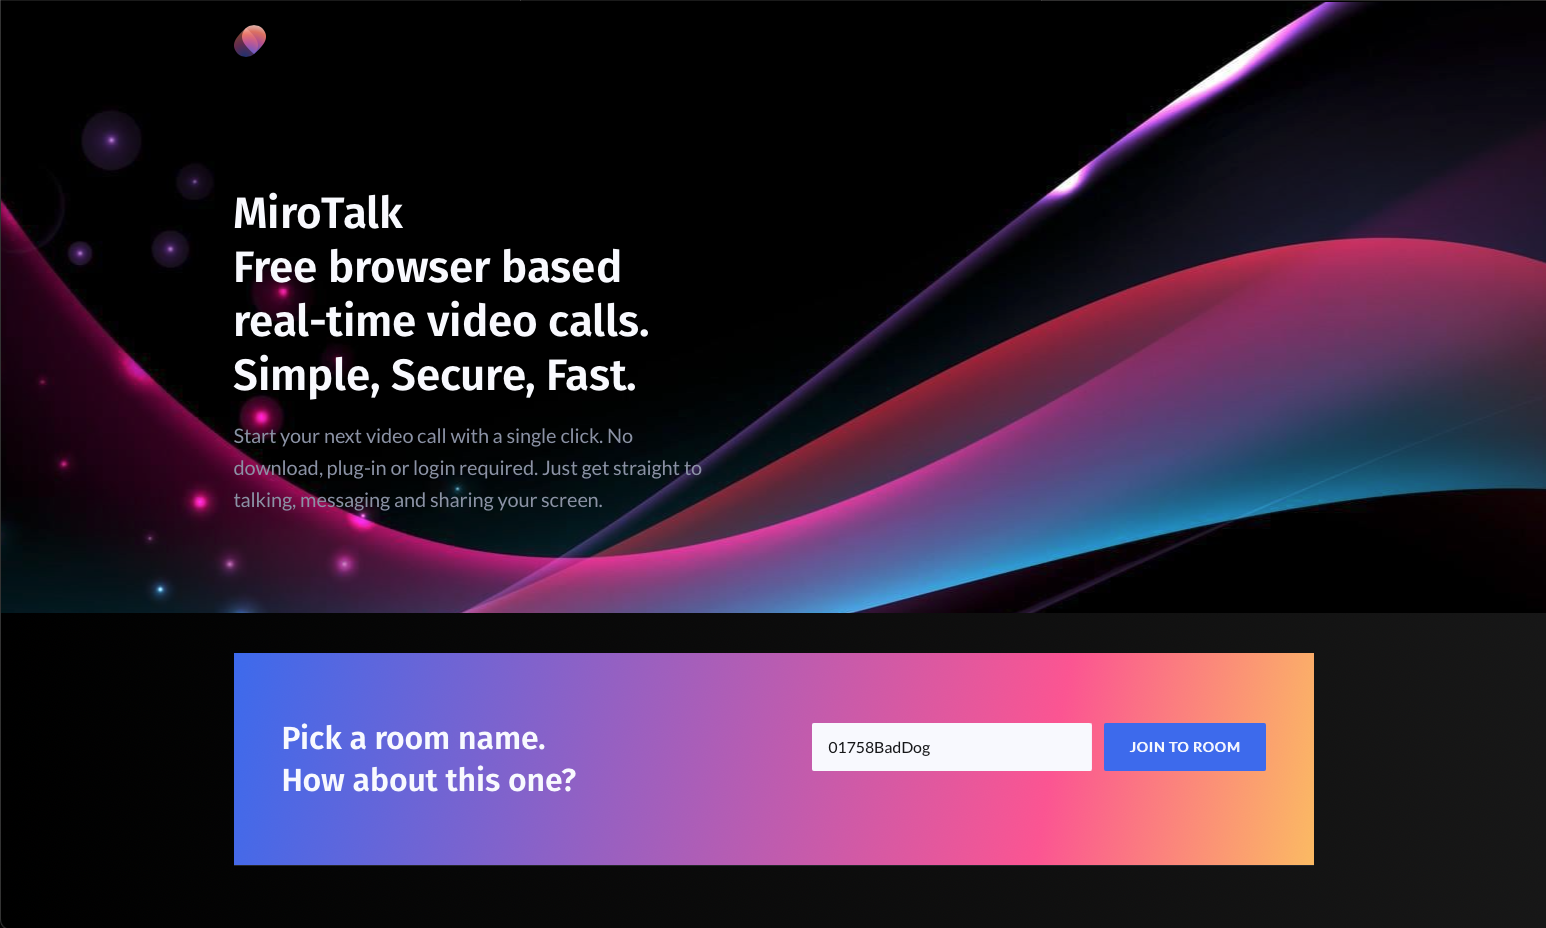 MiroTalk
Free browser based
real-time video calls.
Simple, Secure, Fast.
Start your next video call with a single click. No
download, plug-in or login required. Just get straight to
talking, messaging and sharing your screen.
Pick a room name.
How about this one?
01758BadDog
JOIN TO ROOM